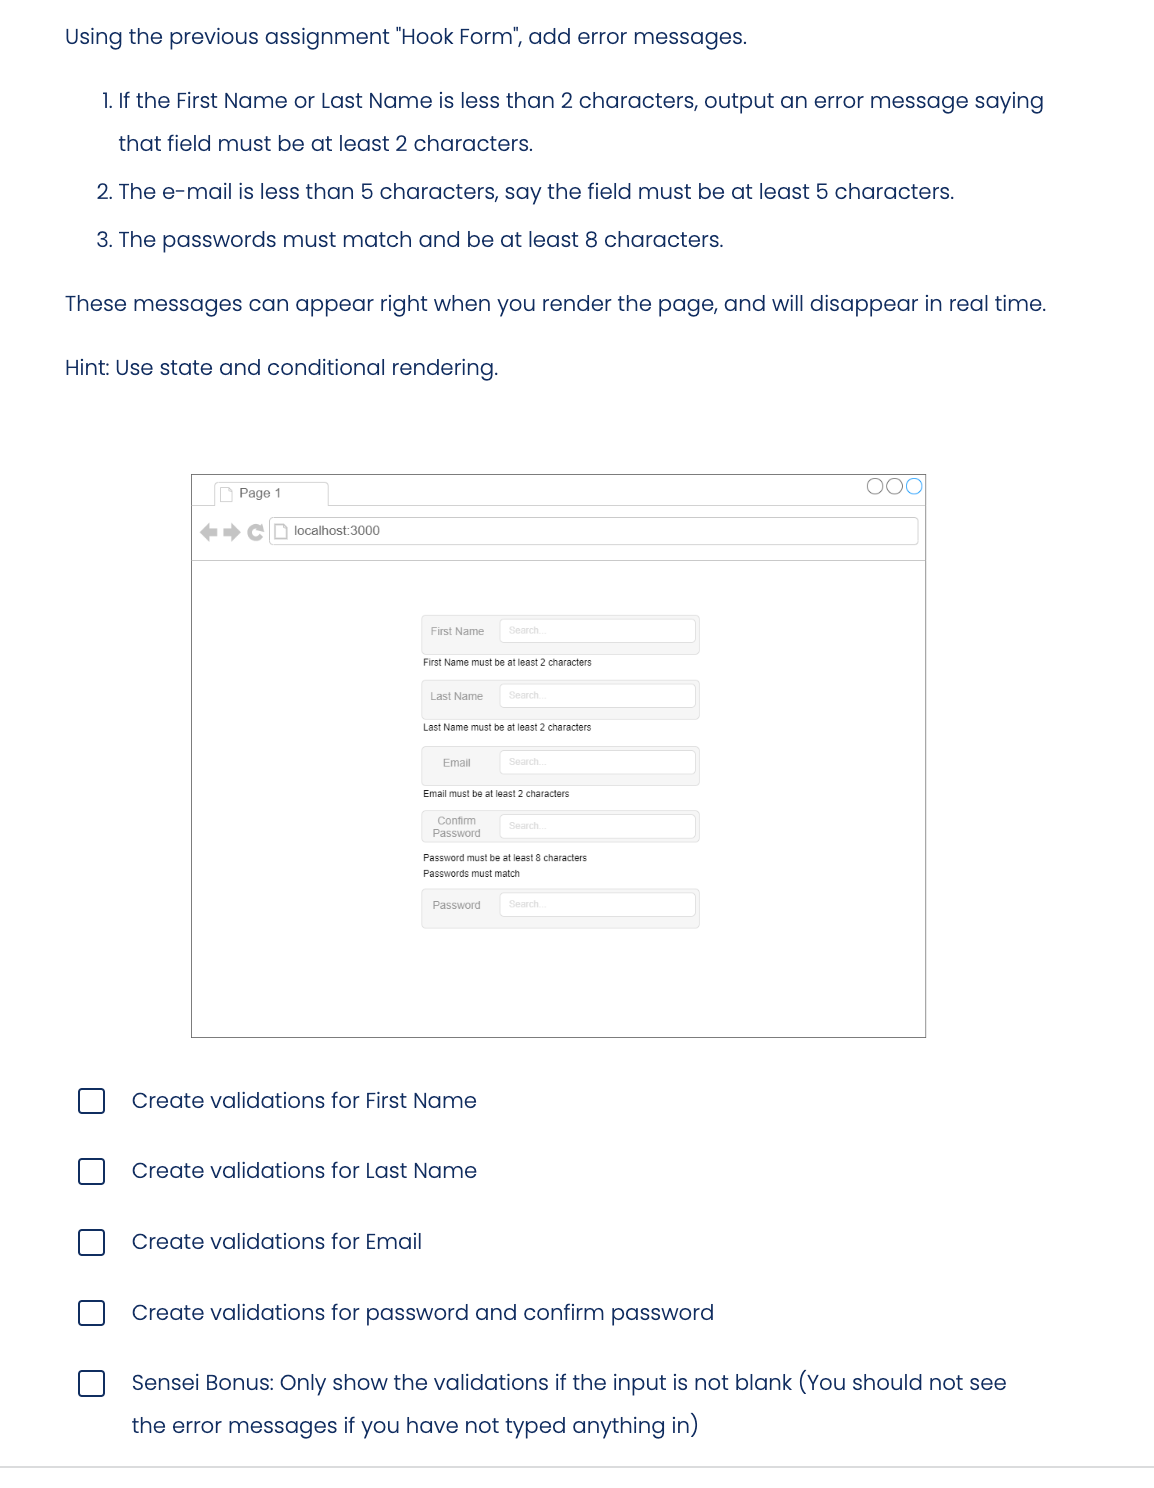 Using the previous assignment "Hook Form", add error messages.
1. If the First Name or Last Name is less than 2 characters, output an error message saying
that field must be at least 2 characters.
2. The e-mail is less than 5 characters, say the field must be at least 5 characters.
3. The passwords must match and be at least 8 characters.
These messages can appear right when you render the page, and will disappear in real time.
Hint: Use state and conditional rendering.
Page 1
localhost:3000
First Name Search...
First Name must be at least 2 characters
Last Name Search...
Last Name must be at least 2 characters
Email Search...
Email must be at least 2 characters
Confirm
Password Search...
Password must be at least 8 characters
Passwords must match
Password Search...
Create validations for First Name
Create validations for Last Name
Create validations for Email
Create validations for password and confirm password
Sensei Bonus: Only show the validations if the input is not blank (You should not see
the error messages if you have not typed anything in)